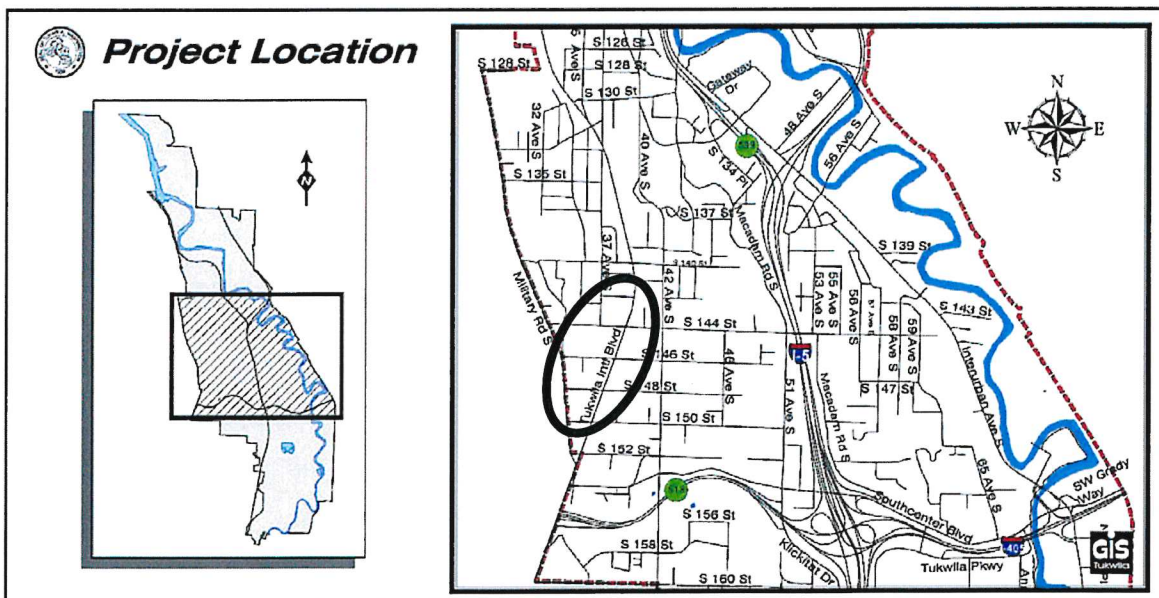 Project Location
N
S 126 St
S 128 St
S 128 St
S 130 St
Gateway Dr
48 Ave S
56 Ave S
32 Ave S
40 Ave S
S 134 Pl
S 135 St
S 137 St
Macadam Rd S
S 139 St
37 Ave S
42 Ave S
Military Rd S
S 144 St
S 143 St
55 Ave S
53 Ave S
56 Ave S
58 Ave S
59 Ave S
Tukwila Intl Blvd
S 146 St
46 Ave S
I-5
S 48 St
S 47 St
51 Ave S
Macadam Rd S
Interurban Ave S
S 150 St
S 152 St
65 Ave S
SW Grady Way
Southcenter Blvd
518
S 156 St
S 158 St
Klickitat Dr
Tukwila Pkwy
S 160 St
N
W
E
S
GIS
Tukwila